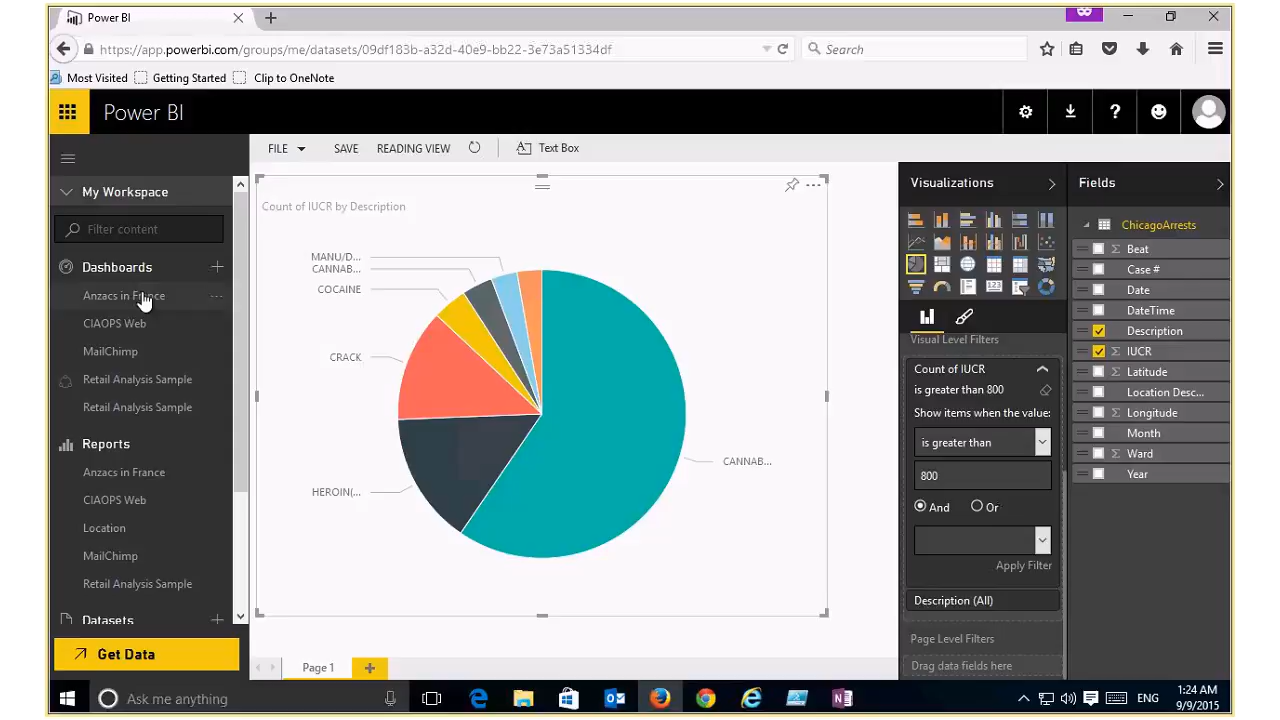 Power BI
https://app.powerbi.com/groups/me/datasets/09df183b-a32d-40e9-bb22-3e73a51334df
Search
Most Visited
Getting Started
Clip to OneNote
Power BI
?
My Workspace
Filter content
Dashboards
Anzacs in France
CIAOPS Web
MailChimp
Retail Analysis Sample
Retail Analysis Sample
Reports
Anzacs in France
CIAOPS Web
Location
MailChimp
Retail Analysis Sample
Datasets
Get Data
FILE
SAVE
READING VIEW
Text Box
Count of IUCR by Description
MANU/D...
CANNAB...
COCAINE
CRACK
HEROIN(...
CANNAB...
Page 1
Visualizations
Visual Level Filters
Count of IUCR
is greater than 800
Show items when the value:
is greater than
800
And
Or
Apply Filter
Description (All)
Page Level Filters
Drag data fields here
Fields
ChicagoArrests
Beat
Case #
Date
DateTime
Description
IUCR
Latitude
Location Desc...
Longitude
Month
Ward
Year
Ask me anything
ENG
1:24 AM
9/9/2015